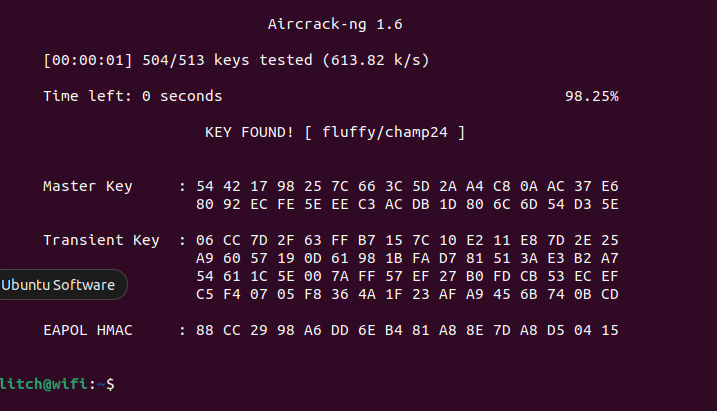 Aircrack-ng 1.6
[00:00:01] 504/513 keys tested (613.82 k/s)
Time left: 0 seconds 98.25%
KEY FOUND! [ fluffy/champ24 ]
Master Key : 54 42 17 98 25 7C 66 3C 5D 2A A4 C8 0A AC 37 E6
80 92 EC FE 5E EE C3 AC DB 1D 80 6C 6D 54 D3 5E
Transient Key : 06 CC 7D 2F 63 FF B7 15 7C 10 E2 11 E8 7D 2E 25
A9 60 57 19 0D 61 98 1B FA D7 81 51 3A E3 B2 A7
54 61 1C 5E 00 7A FF 57 EF 27 B0 FD CB 53 EC EF
Ubuntu Software
C5 F4 07 05 F8 36 4A 1F 23 AF A9 45 6B 74 0B CD
EAPOL HMAC : 88 CC 29 98 A6 DD 6E B4 81 A8 8E 7D A8 D5 04 15
litch@wifi:~$